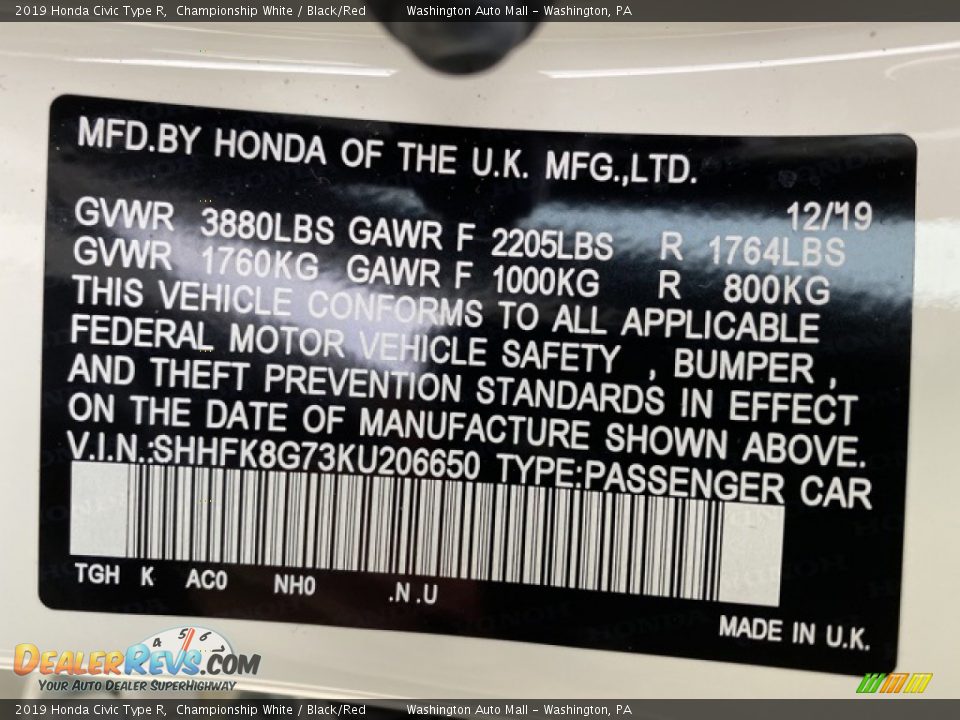 2019 Honda Civic Type R, Championship White / Black/Red Washington Auto Mall - Washington, PA
MFD.BY HONDA OF THE U.K. MFG.,LTD.
12/'19
GVWR 3880LBS GAWR F 2205LBS R 1764LBS
GVWR 1760KG GAWR F 1000KG R 800KG
THIS VEHICLE CONFORMS TO ALL APPLICABLE
FEDERAL MOTOR VEHICLE SAFETY , BUMPER ,
AND THEFT PREVENTION STANDARDS IN EFFECT
ON THE DATE OF MANUFACTURE SHOWN ABOVE.
V.I.N.:SHHFK8G73KU206650 TYPE:PASSENGER CAR
TGH K AC0 NH0 .N .U
MADE IN U.K.
4 5 6
DEALERREVS.COM
YOUR AUTO DEALER SUPERHIGHWAY
2019 Honda Civic Type R, Championship White / Black/Red Washington Auto Mall - Washington, PA